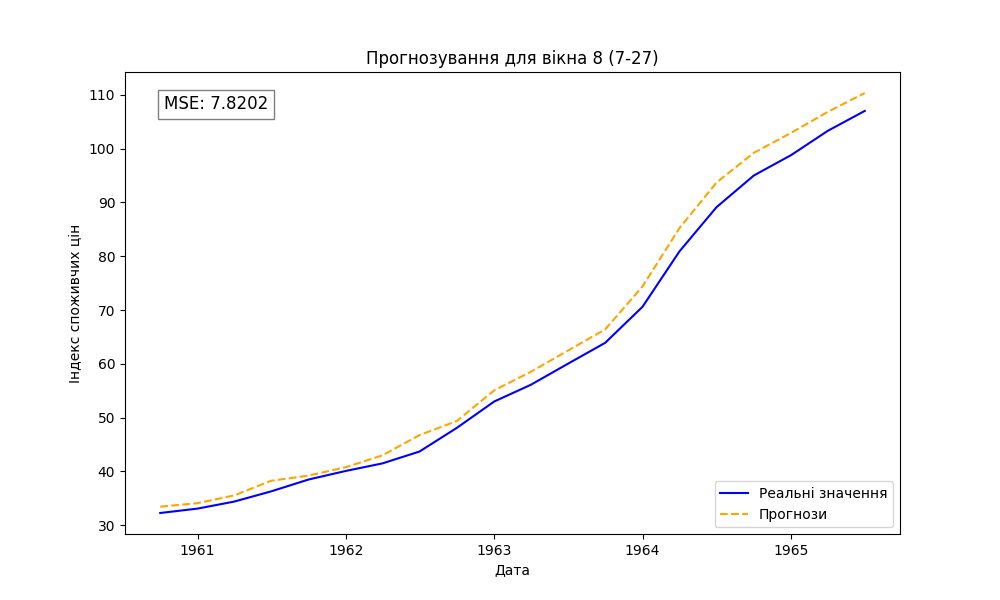 Прогнозування для вікна 8 (7-27)
MSE: 7.8202
110
100
90
80
70
60
50
40
30
Індекс споживчих цін
1961 1962 1963 1964 1965
Дата
Реальні значення
Прогнози